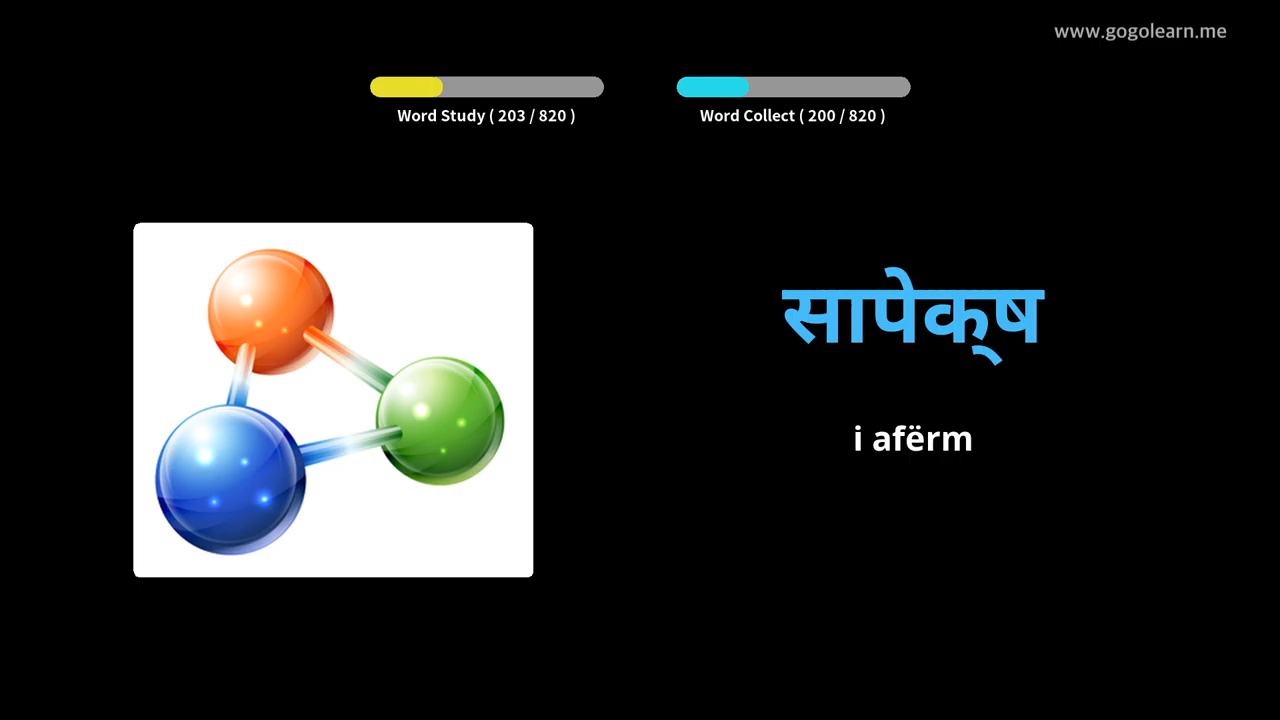 www.gogolearn.me
Word Study ( 203 / 820 )
Word Collect ( 200 / 820 )
सापेक्‌ष
i afërm